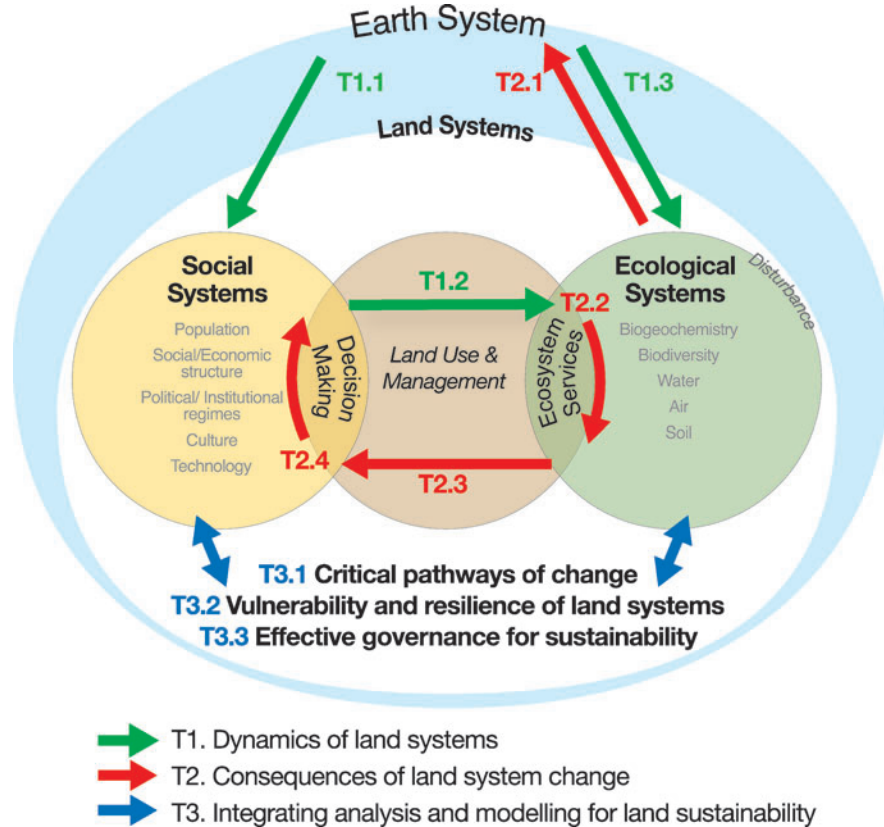 Earth System
T1.1
T2.1
T1.3
Land Systems
Social
Systems
Population
Social/Economic
structure
Political/ Institutional
regimes
Culture
Technology
Decision
Making
T1.2
Land Use &
Management
T2.3
T2.4
Ecosystem
Services
T2.2
Ecological
Systems
Biogeochemistry
Biodiversity
Water
Air
Soil
Disturbance
T3.1 Critical pathways of change
T3.2 Vulnerability and resilience of land systems
T3.3 Effective governance for sustainability
T1. Dynamics of land systems
T2. Consequences of land system change
T3. Integrating analysis and modelling for land sustainability